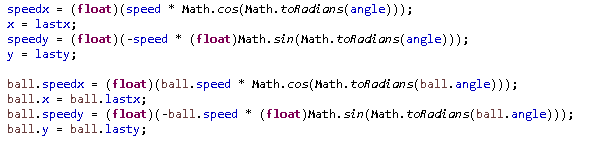 speedx = (float)(speed * Math.cos(Math.toRadians(angle)));
x = lastx;
speedy = (float)(-speed * (float)Math.sin(Math.toRadians(angle)));
y = lasty;
ball.speedx = (float)(ball.speed * Math.cos(Math.toRadians(ball.angle)));
ball.x = ball.lastx;
ball.speedy = (float)(-ball.speed * (float)Math.sin(Math.toRadians(ball.angle)));
ball.y = ball.lasty;